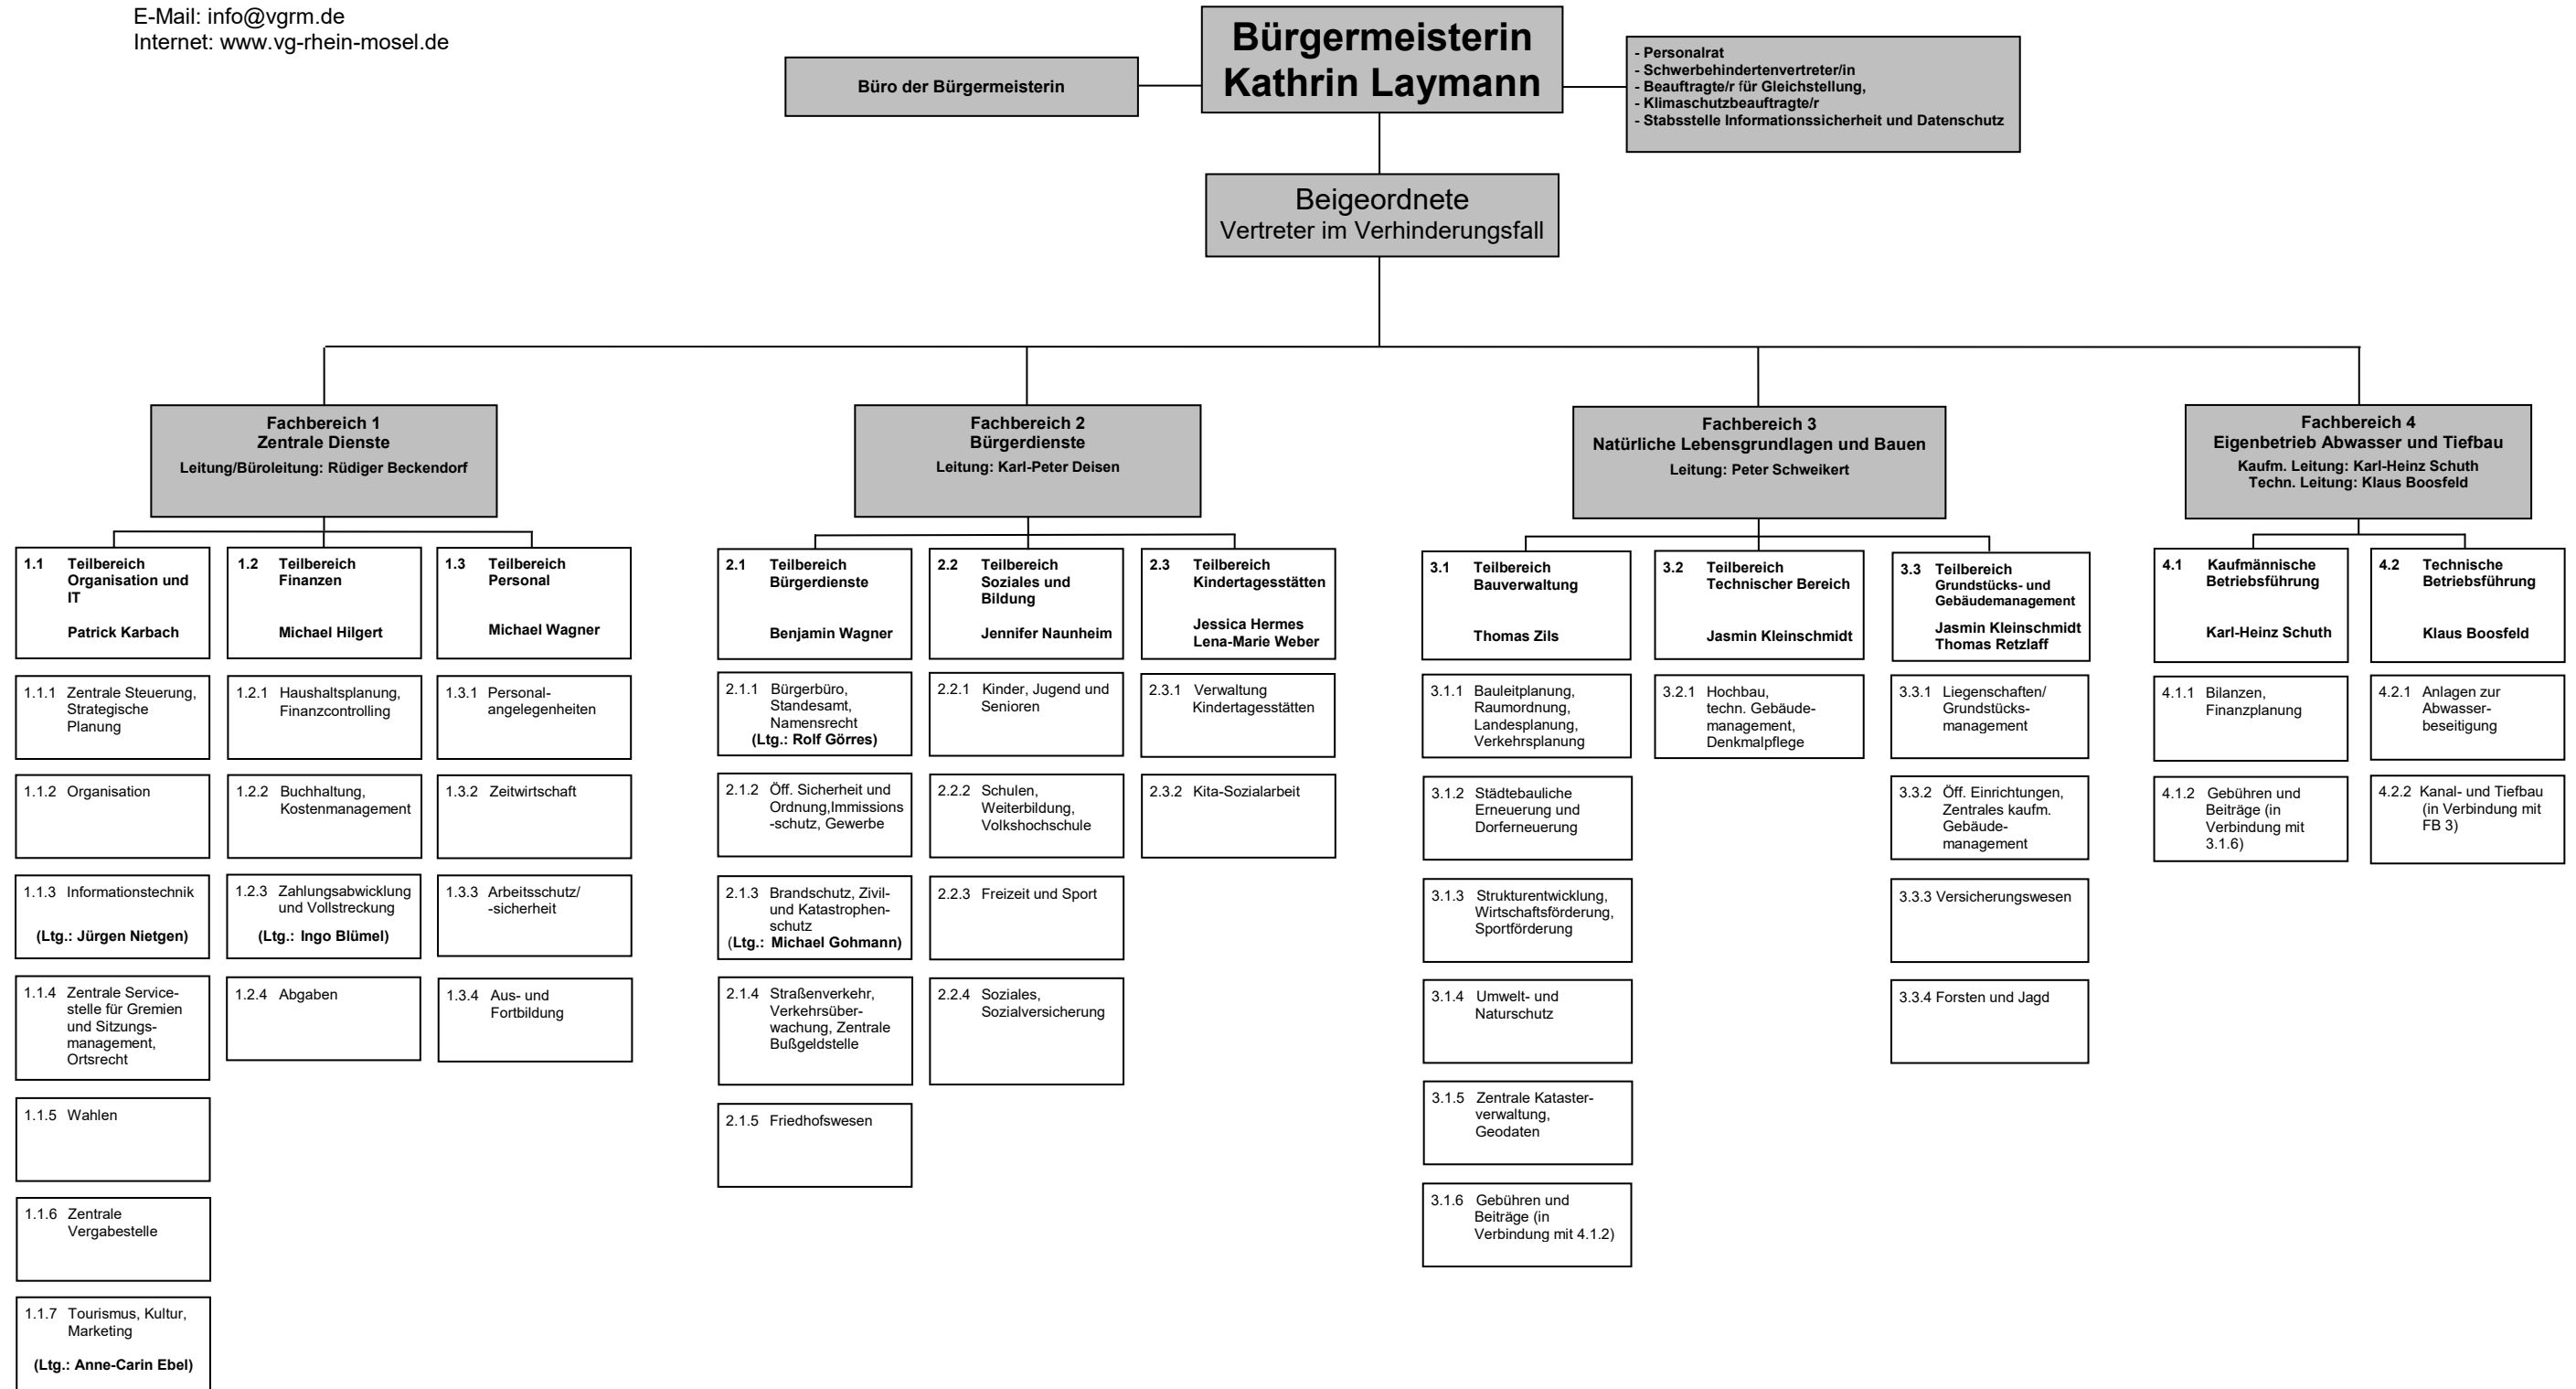 E-Mail: info@vgrm.de
Internet: www.vg-rhein-mosel.de
Bürgermeisterin
Kathrin Laymann
Büro der Bürgermeisterin
- Personalrat
- Schwerbehindertenvertreter/in
- Beauftragte/r für Gleichstellung,
- Klimaschutzbeauftragte/r
- Stabsstelle Informationssicherheit und Datenschutz
Beigeordnete
Vertreter im Verhinderungsfall
Fachbereich 1
Zentrale Dienste
Leitung/Büroleitung: Rüdiger Beckendorf
Fachbereich 2
Bürgerdienste
Leitung: Karl-Peter Deisen
Fachbereich 3
Natürliche Lebensgrundlagen und Bauen
Leitung: Peter Schweikert
Fachbereich 4
Eigenbetrieb Abwasser und Tiefbau
Kaufm. Leitung: Karl-Heinz Schuth
Techn. Leitung: Klaus Boosfeld
1.1 Teilbereich
Organisation und
IT
Patrick Karbach
1.1.1 Zentrale Steuerung,
Strategische
Planung
1.1.2 Organisation
1.1.3 Informationstechnik
(Ltg.: Jürgen Nietgen)
1.1.4 Zentrale Service-
stelle für Gremien
und Sitzungs-
management,
Ortsrecht
1.1.5 Wahlen
1.1.6 Zentrale
Vergabestelle
1.1.7 Tourismus, Kultur,
Marketing
(Ltg.: Anne-Carin Ebel)
1.2 Teilbereich
Finanzen
Michael Hilgert
1.2.1 Haushaltsplanung,
Finanzcontrolling
1.2.2 Buchhaltung,
Kostenmanagement
1.2.3 Zahlungsabwicklung
und Vollstreckung
(Ltg.: Ingo Blümel)
1.2.4 Abgaben
1.3 Teilbereich
Personal
Michael Wagner
1.3.1 Personal-
angelegenheiten
1.3.2 Zeitwirtschaft
1.3.3 Arbeitsschutz/
-sicherheit
1.3.4 Aus- und
Fortbildung
2.1 Teilbereich
Bürgerdienste
Benjamin Wagner
2.1.1 Bürgerbüro,
Standesamt,
Namensrecht
(Ltg.: Rolf Görres)
2.1.2 Öff. Sicherheit und
Ordnung,Immissions
-schutz, Gewerbe
2.1.3 Brandschutz, Zivil-
und Katastrophen-
schutz
(Ltg.: Michael Gohmann)
2.1.4 Straßenverkehr,
Verkehrsüber-
wachung, Zentrale
Bußgeldstelle
2.1.5 Friedhofswesen
2.2 Teilbereich
Soziales und
Bildung
Jennifer Naunheim
2.2.1 Kinder, Jugend und
Senioren
2.2.2 Schulen,
Weiterbildung,
Volkshochschule
2.2.3 Freizeit und Sport
2.2.4 Soziales,
Sozialversicherung
2.3 Teilbereich
Kindertagesstätten
Jessica Hermes
Lena-Marie Weber
2.3.1 Verwaltung
Kindertagesstätten
2.3.2 Kita-Sozialarbeit
3.1 Teilbereich
Bauverwaltung
Thomas Zils
3.1.1 Bauleitplanung,
Raumordnung,
Landesplanung,
Verkehrsplanung
3.1.2 Städtebauliche
Erneuerung und
Dorferneuerung
3.1.3 Strukturentwicklung,
Wirtschaftsförderung,
Sportförderung
3.1.4 Umwelt- und
Naturschutz
3.1.5 Zentrale Kataster-
verwaltung,
Geodaten
3.1.6 Gebühren und
Beiträge (in
Verbindung mit 4.1.2)
3.2 Teilbereich
Technischer Bereich
Jasmin Kleinschmidt
3.2.1 Hochbau,
techn. Gebäude-
management,
Denkmalpflege
3.3 Teilbereich
Grundstücks- und
Gebäudemanagement
Jasmin Kleinschmidt
Thomas Retzlaff
3.3.1 Liegenschaften/
Grundstücks-
management
3.3.2 Öff. Einrichtungen,
Zentrales kaufm.
Gebäude-
management
3.3.3 Versicherungswesen
3.3.4 Forsten und Jagd
4.1 Kaufmännische
Betriebsführung
Karl-Heinz Schuth
4.1.1 Bilanzen,
Finanzplanung
4.1.2 Gebühren und
Beiträge (in
Verbindung mit
3.1.6)
4.2 Technische
Betriebsführung
Klaus Boosfeld
4.2.1 Anlagen zur
Abwasser-
beseitigung
4.2.2 Kanal- und Tiefbau
(in Verbindung mit
FB 3)